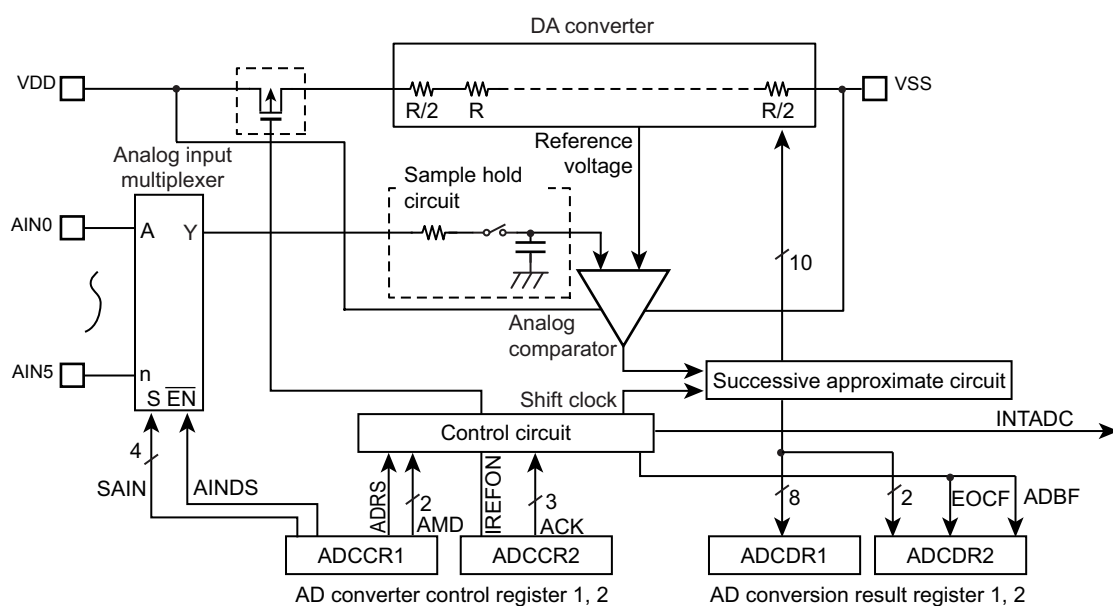 DA converter
VDD
R/2
R
R/2
VSS
Analog input
multiplexer
Reference
voltage
Sample hold
circuit
AIN0
A
Y
10
Analog
comparator
AIN5
n
S EN
Successive approximate circuit
Shift clock
Control circuit
INTADC
4
SAIN
AINDS
ADRS
2
AMD
IREFON
3
ACK
8
2
EOCF
ADBF
ADCCR1
ADCCR2
ADCDR1
ADCDR2
AD converter control register 1, 2
AD conversion result register 1, 2